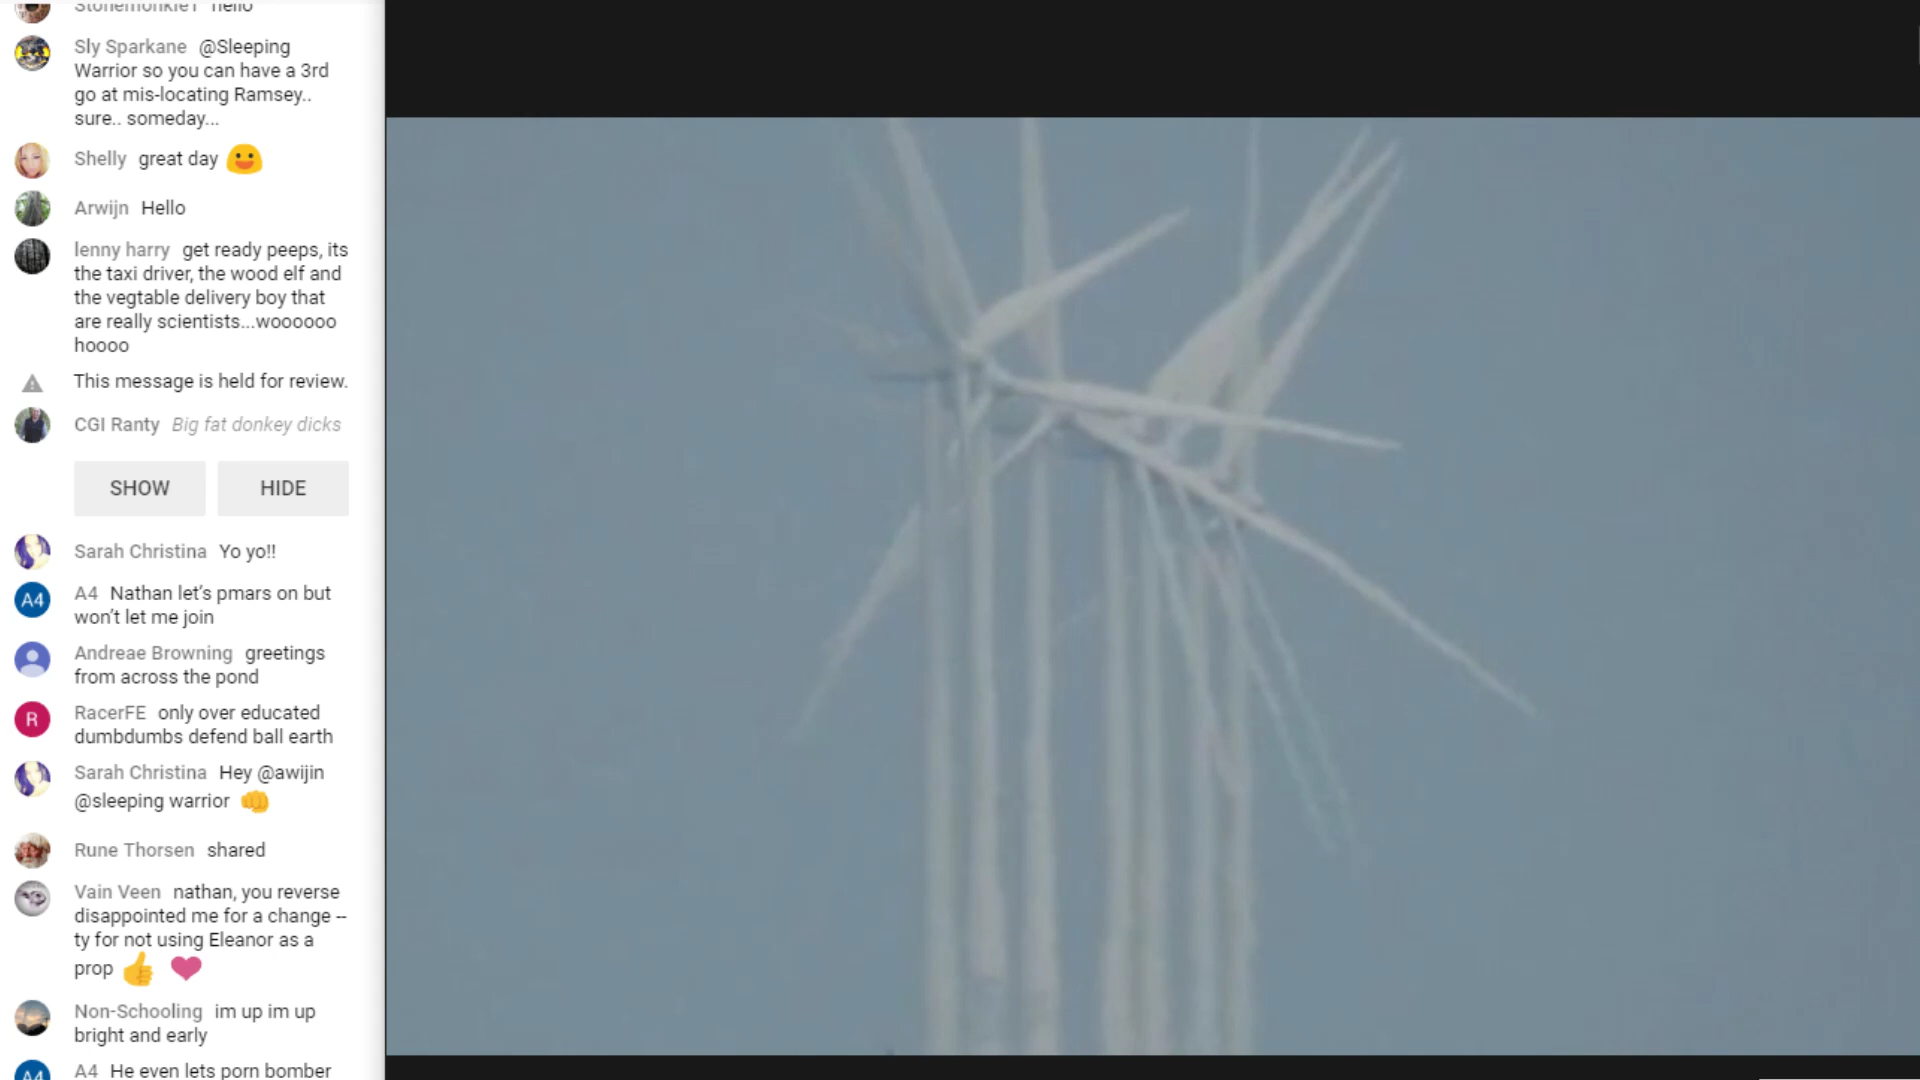 Stonemonkie1 hello
Sly Sparkane @Sleeping
Warrior so you can have a 3rd
go at mis-locating Ramsey..
sure.. someday...
Shelly great day
Arwijn Hello
lenny harry get ready peeps, its
the taxi driver, the wood elf and
the vegtable delivery boy that
are really scientists...woooooo
hoooo
This message is held for review.
CGI Ranty Big fat donkey dicks
SHOW HIDE
Sarah Christina Yo yo!!
A4 A4 Nathan let’s pmars on but
won’t let me join
Andreae Browning greetings
from across the pond
R RacerFE only over educated
dumbdumbs defend ball earth
Sarah Christina Hey @awijin
@sleeping warrior
Rune Thorsen shared
Vain Veen nathan, you reverse
disappointed me for a change --
ty for not using Eleanor as a
prop
Non-Schooling im up im up
bright and early
A4 A4 He even lets porn bomber